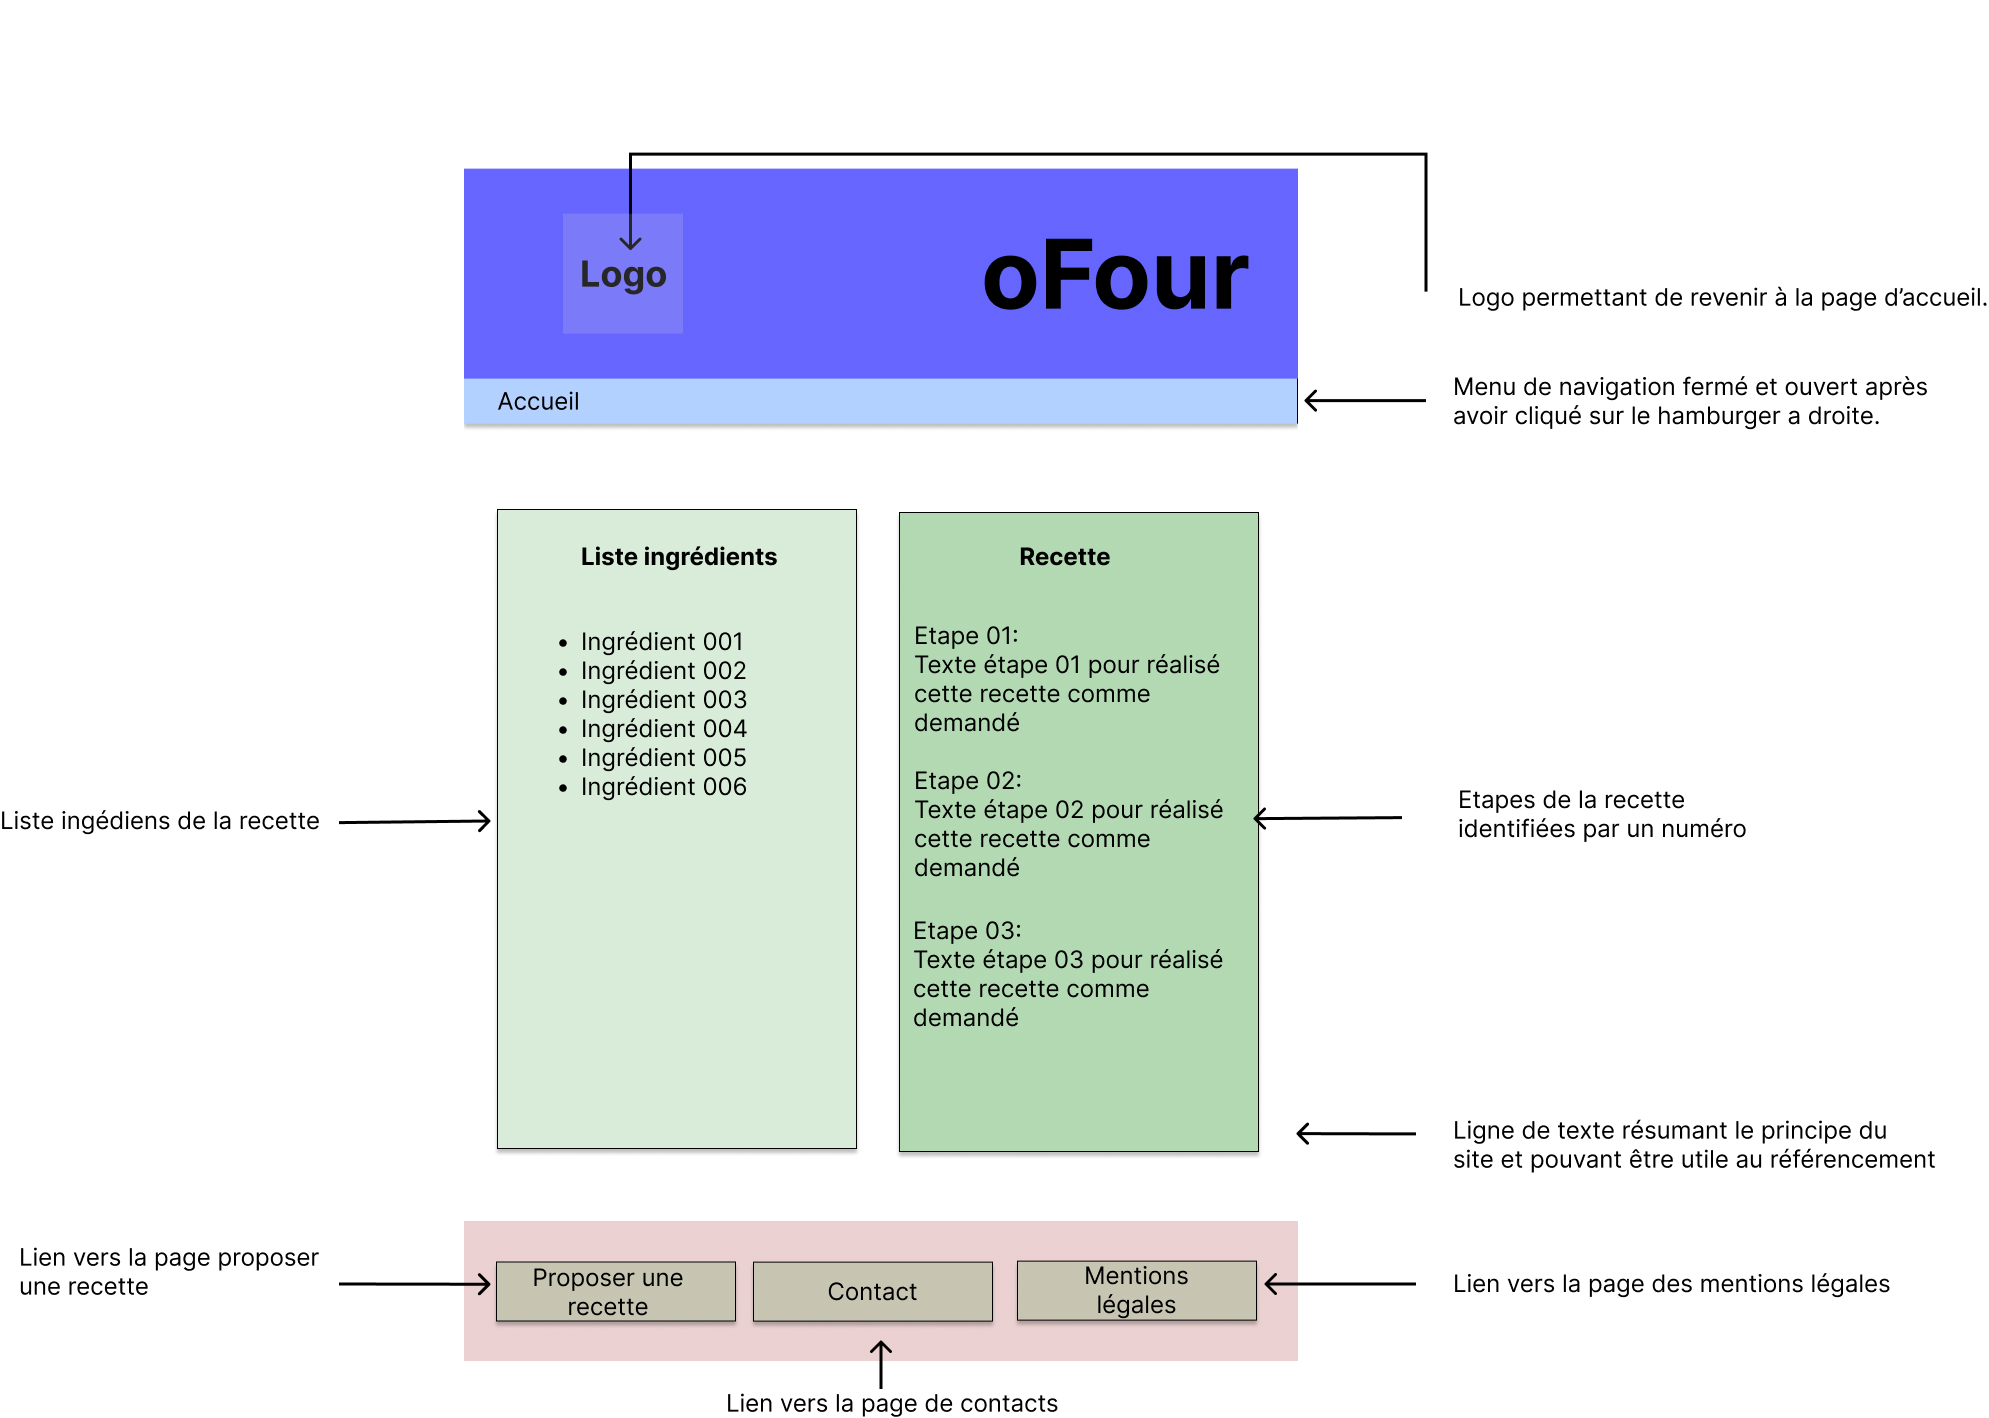 Logo
oFour
Logo permettant de revenir à la page d’accueil.
Accueil
Menu de navigation fermé et ouvert après
avoir cliqué sur le hamburger a droite.
Liste ingrédients
Ingrédient 001
Ingrédient 002
Ingrédient 003
Ingrédient 004
Ingrédient 005
Ingrédient 006
Liste ingédiens de la recette
Recette
Etape 01:
Texte étape 01 pour réalisé
cette recette comme
demandé
Etape 02:
Texte étape 02 pour réalisé
cette recette comme
demandé
Etape 03:
Texte étape 03 pour réalisé
cette recette comme
demandé
Etapes de la recette
identifiées par un numéro
Ligne de texte résumant le principe du
site et pouvant être utile au référencement
Lien vers la page proposer
une recette
Proposer une
recette
Contact
Mentions
légales
Lien vers la page des mentions légales
Lien vers la page de contacts